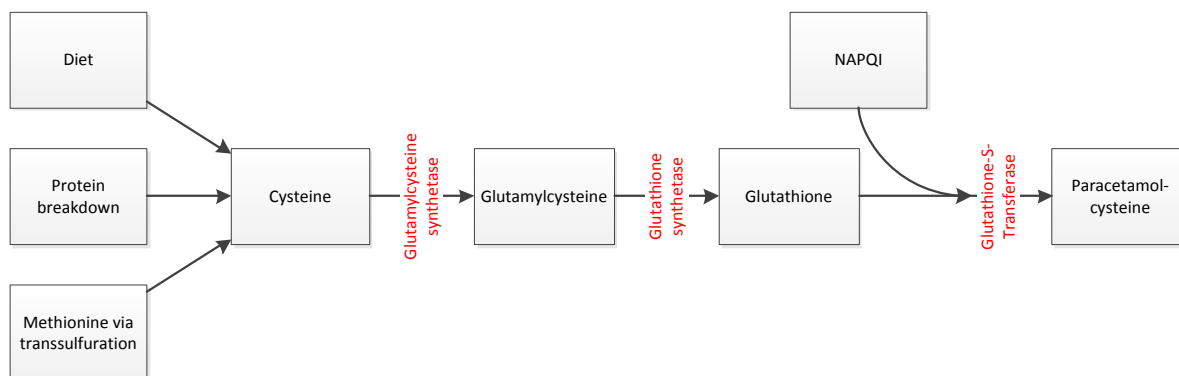 Diet
NAPQI
Protein
breakdown
Cysteine
Glutamylcysteine
synthetase
Glutamylcysteine
Glutathione
synthetase
Glutathione
Glutathione-S-
Transferase
Paracetamol-
cysteine
Methionine via
transsulfuration